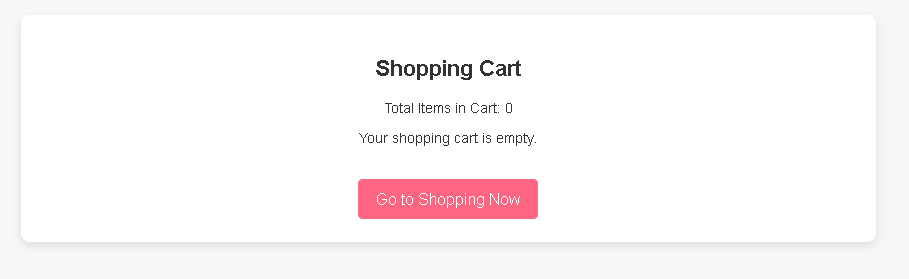 Shopping Cart
Total Items in Cart: 0
Your shopping cart is empty.
Go to Shopping Now